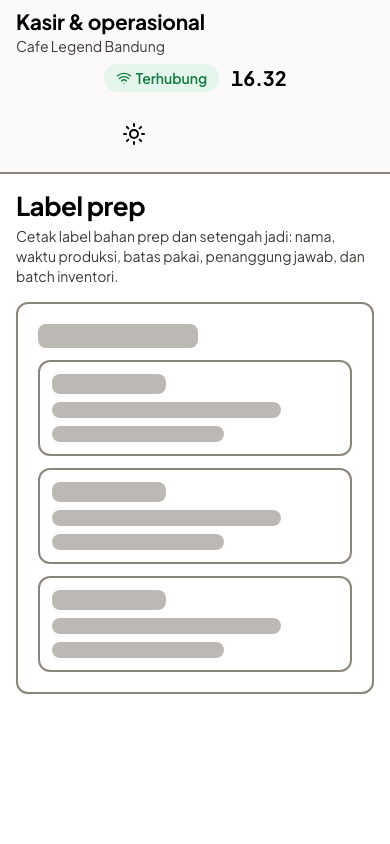 Kasir & operasional
Cafe Legend Bandung
Terhubung 16.32
Label prep
Cetak label bahan prep dan setengah jadi: nama,
waktu produksi, batas pakai, penanggung jawab, dan
batch inventori.